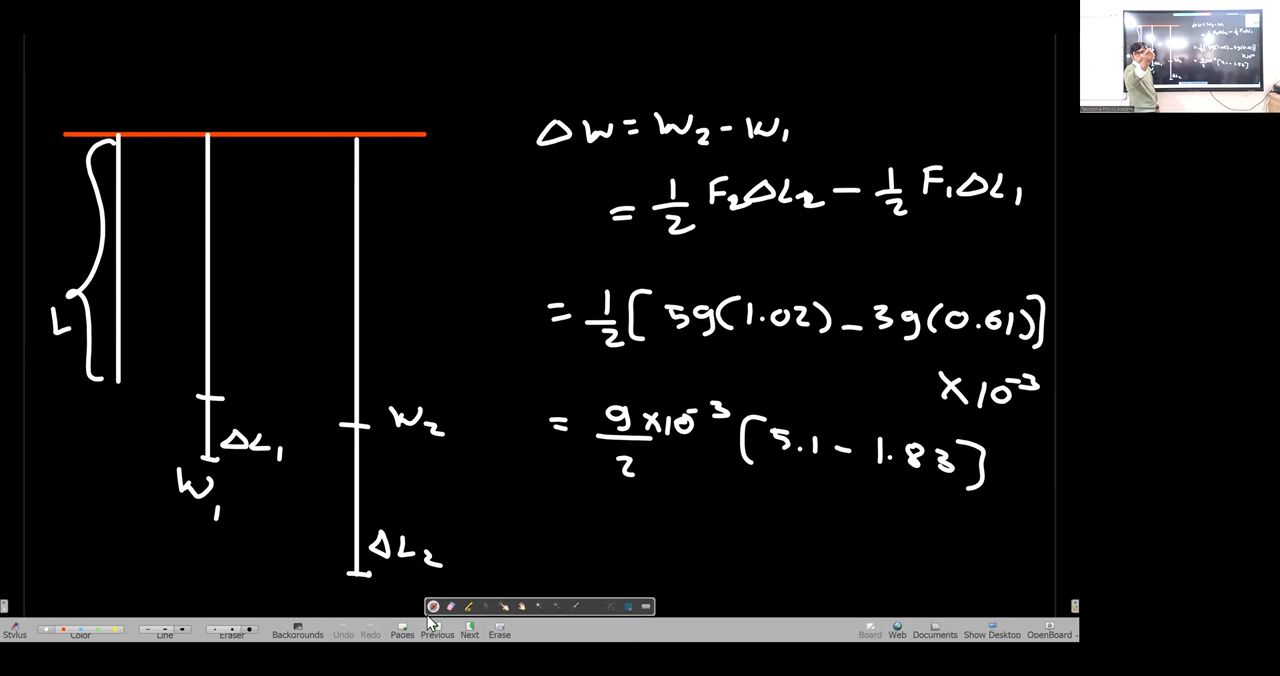 ΔW = W₂ - W₁
= 1/2 F₂ΔL₂ - 1/2 F₁ΔL₁
= 1/2 [ 5g(1.02) - 3g(0.61)]
× 10⁻³
= g×10⁻³/2 (5.1 - 1.83]
L
ΔL₁
W₁
W₂
ΔL₂
Stylus
Color
Line
Eraser
Backgrounds
Undo
Redo
Pages
Previous
Next
Erase
Board
Web
Documents
Show Desktop
OpenBoard